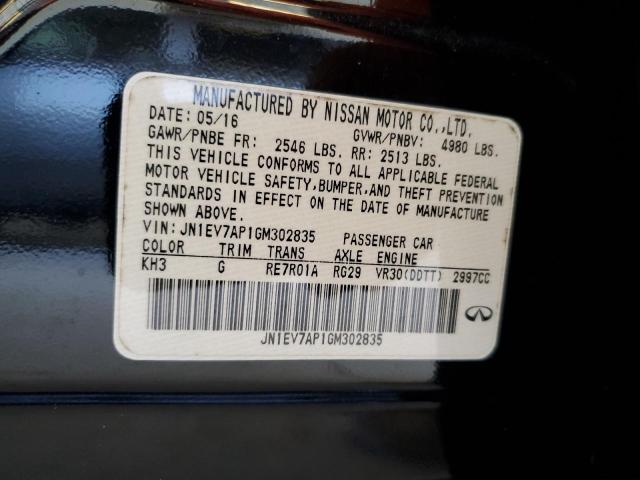 MANUFACTURED BY NISSAN MOTOR CO.,LTD.
DATE: 05/16 GVWR/PNBV: 4980 LBS.
GAWR/PNBE FR: 2546 LBS. RR: 2513 LBS.
THIS VEHICLE CONFORMS TO ALL APPLICABLE FEDERAL
MOTOR VEHICLE SAFETY,BUMPER,AND THEFT PREVENTION
STANDARDS IN EFFECT ON THE DATE OF MANUFACTURE
SHOWN ABOVE.
VIN: JN1EV7AP1GM302835 PASSENGER CAR
COLOR TRIM TRANS AXLE ENGINE
KH3 G RE7R01A RG29 VR30(DDTT) 2997CC
JN1EV7AP1GM302835